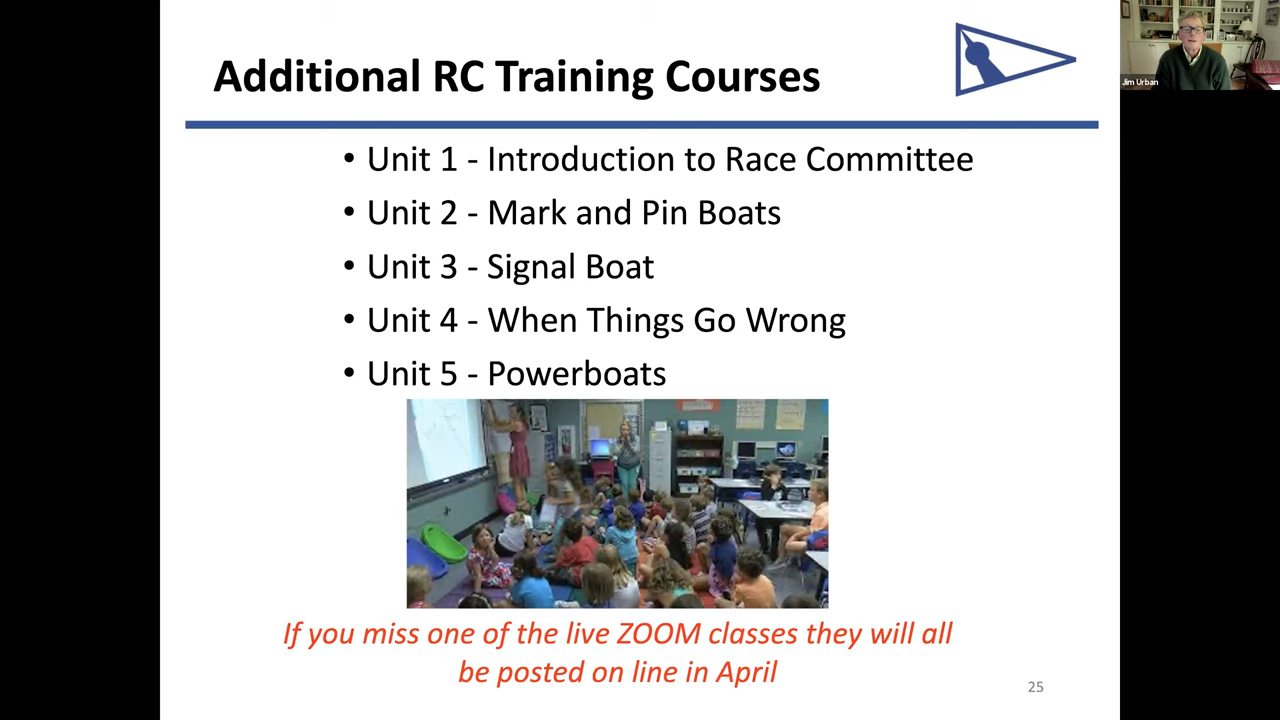 Additional RC Training Courses
Jim Urban
• Unit 1 - Introduction to Race Committee
• Unit 2 - Mark and Pin Boats
• Unit 3 - Signal Boat
• Unit 4 - When Things Go Wrong
• Unit 5 - Powerboats
If you miss one of the live ZOOM classes they will all
be posted on line in April
25